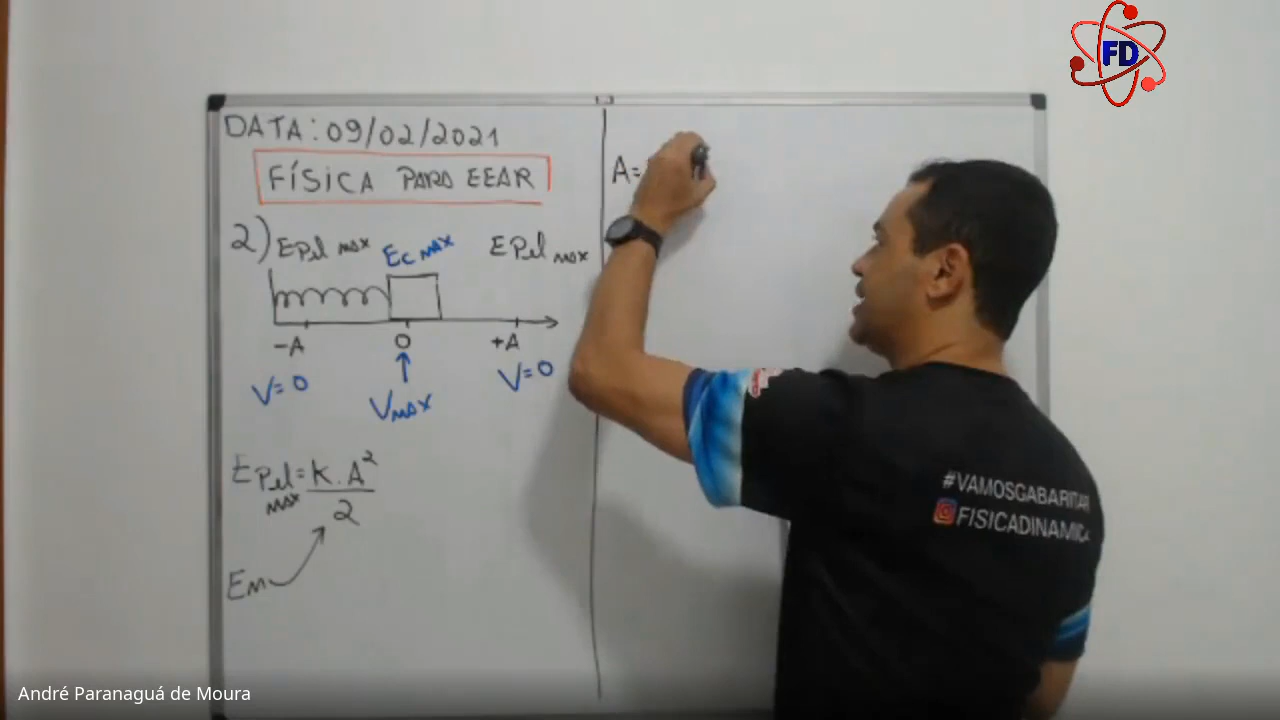 FD
DATA: 09/02/2021
FÍSICA PARA EEAR
2) EPel MAX Ec MAX EPel MAX
-A 0 +A
V=0 VMAX V=0
EPel MAX = K.A²/2
EM
A=
#VAMOSGABARITAR
FISICADINAMICA
André Paranaguá de Moura